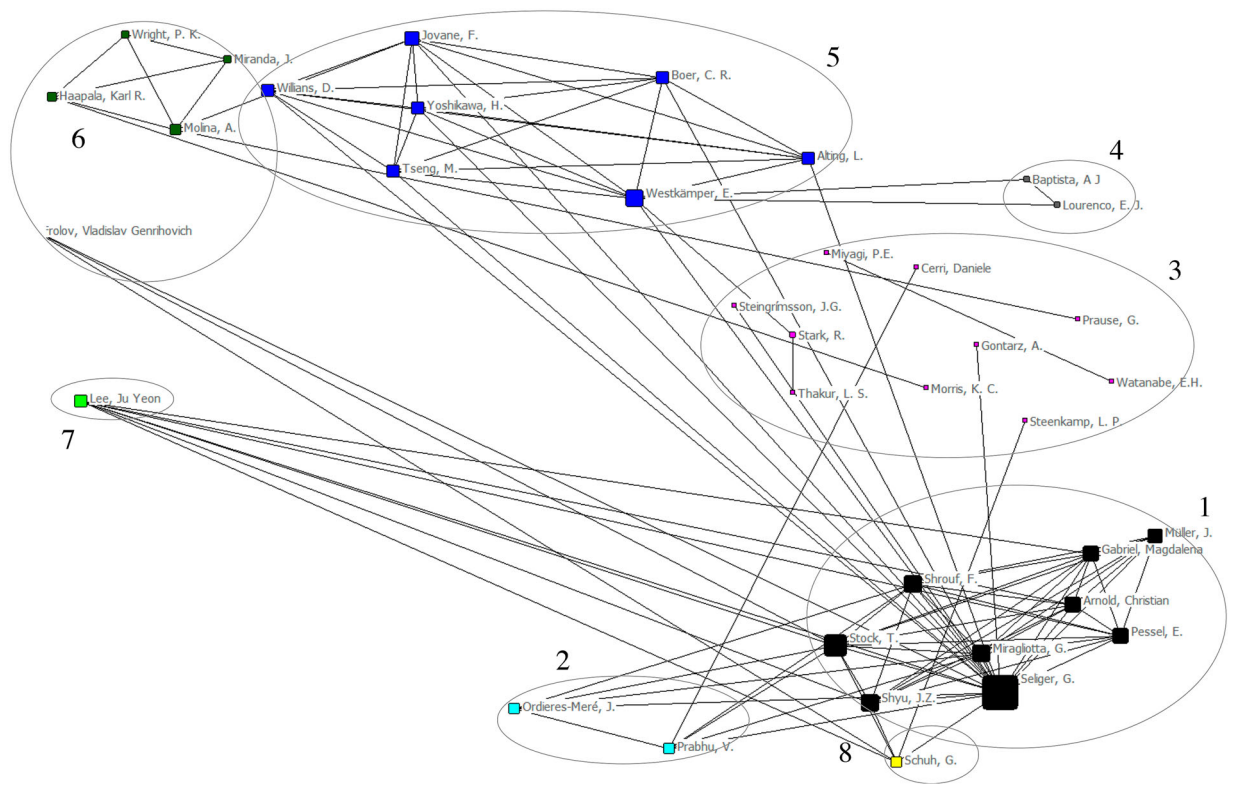 Wright, P. K.
Jovane, F.
Miranda, J.
5
Boer, C. R.
Willians, D.
Haapala, Karl R.
Yoshikawa, H.
6
Molina, A.
Alting, L.
4
Tseng, M.
Baptista, A J
Westkämper, E.
Lourenco, E. J.
Frolov, Vladislav Genrihovich
Miyagi, P.E.
Cerri, Daniele
3
Steingrímsson, J.G.
Prause, G.
Stark, R.
Gontarz, A.
Watanabe, E.H.
Morris, K. C.
Thakur, L. S.
Lee, Ju Yeon
Steenkamp, L. P.
7
1
Müller, J.
Gabriel, Magdalena
Shrouf, F.
Arnold, Christian
Pessel, E.
Stock, T.
Miragliotta, G.
2
Seliger, G.
Shyu, J.Z.
Ordieres-Meré, J.
Prabhu, V.
8
Schuh, G.